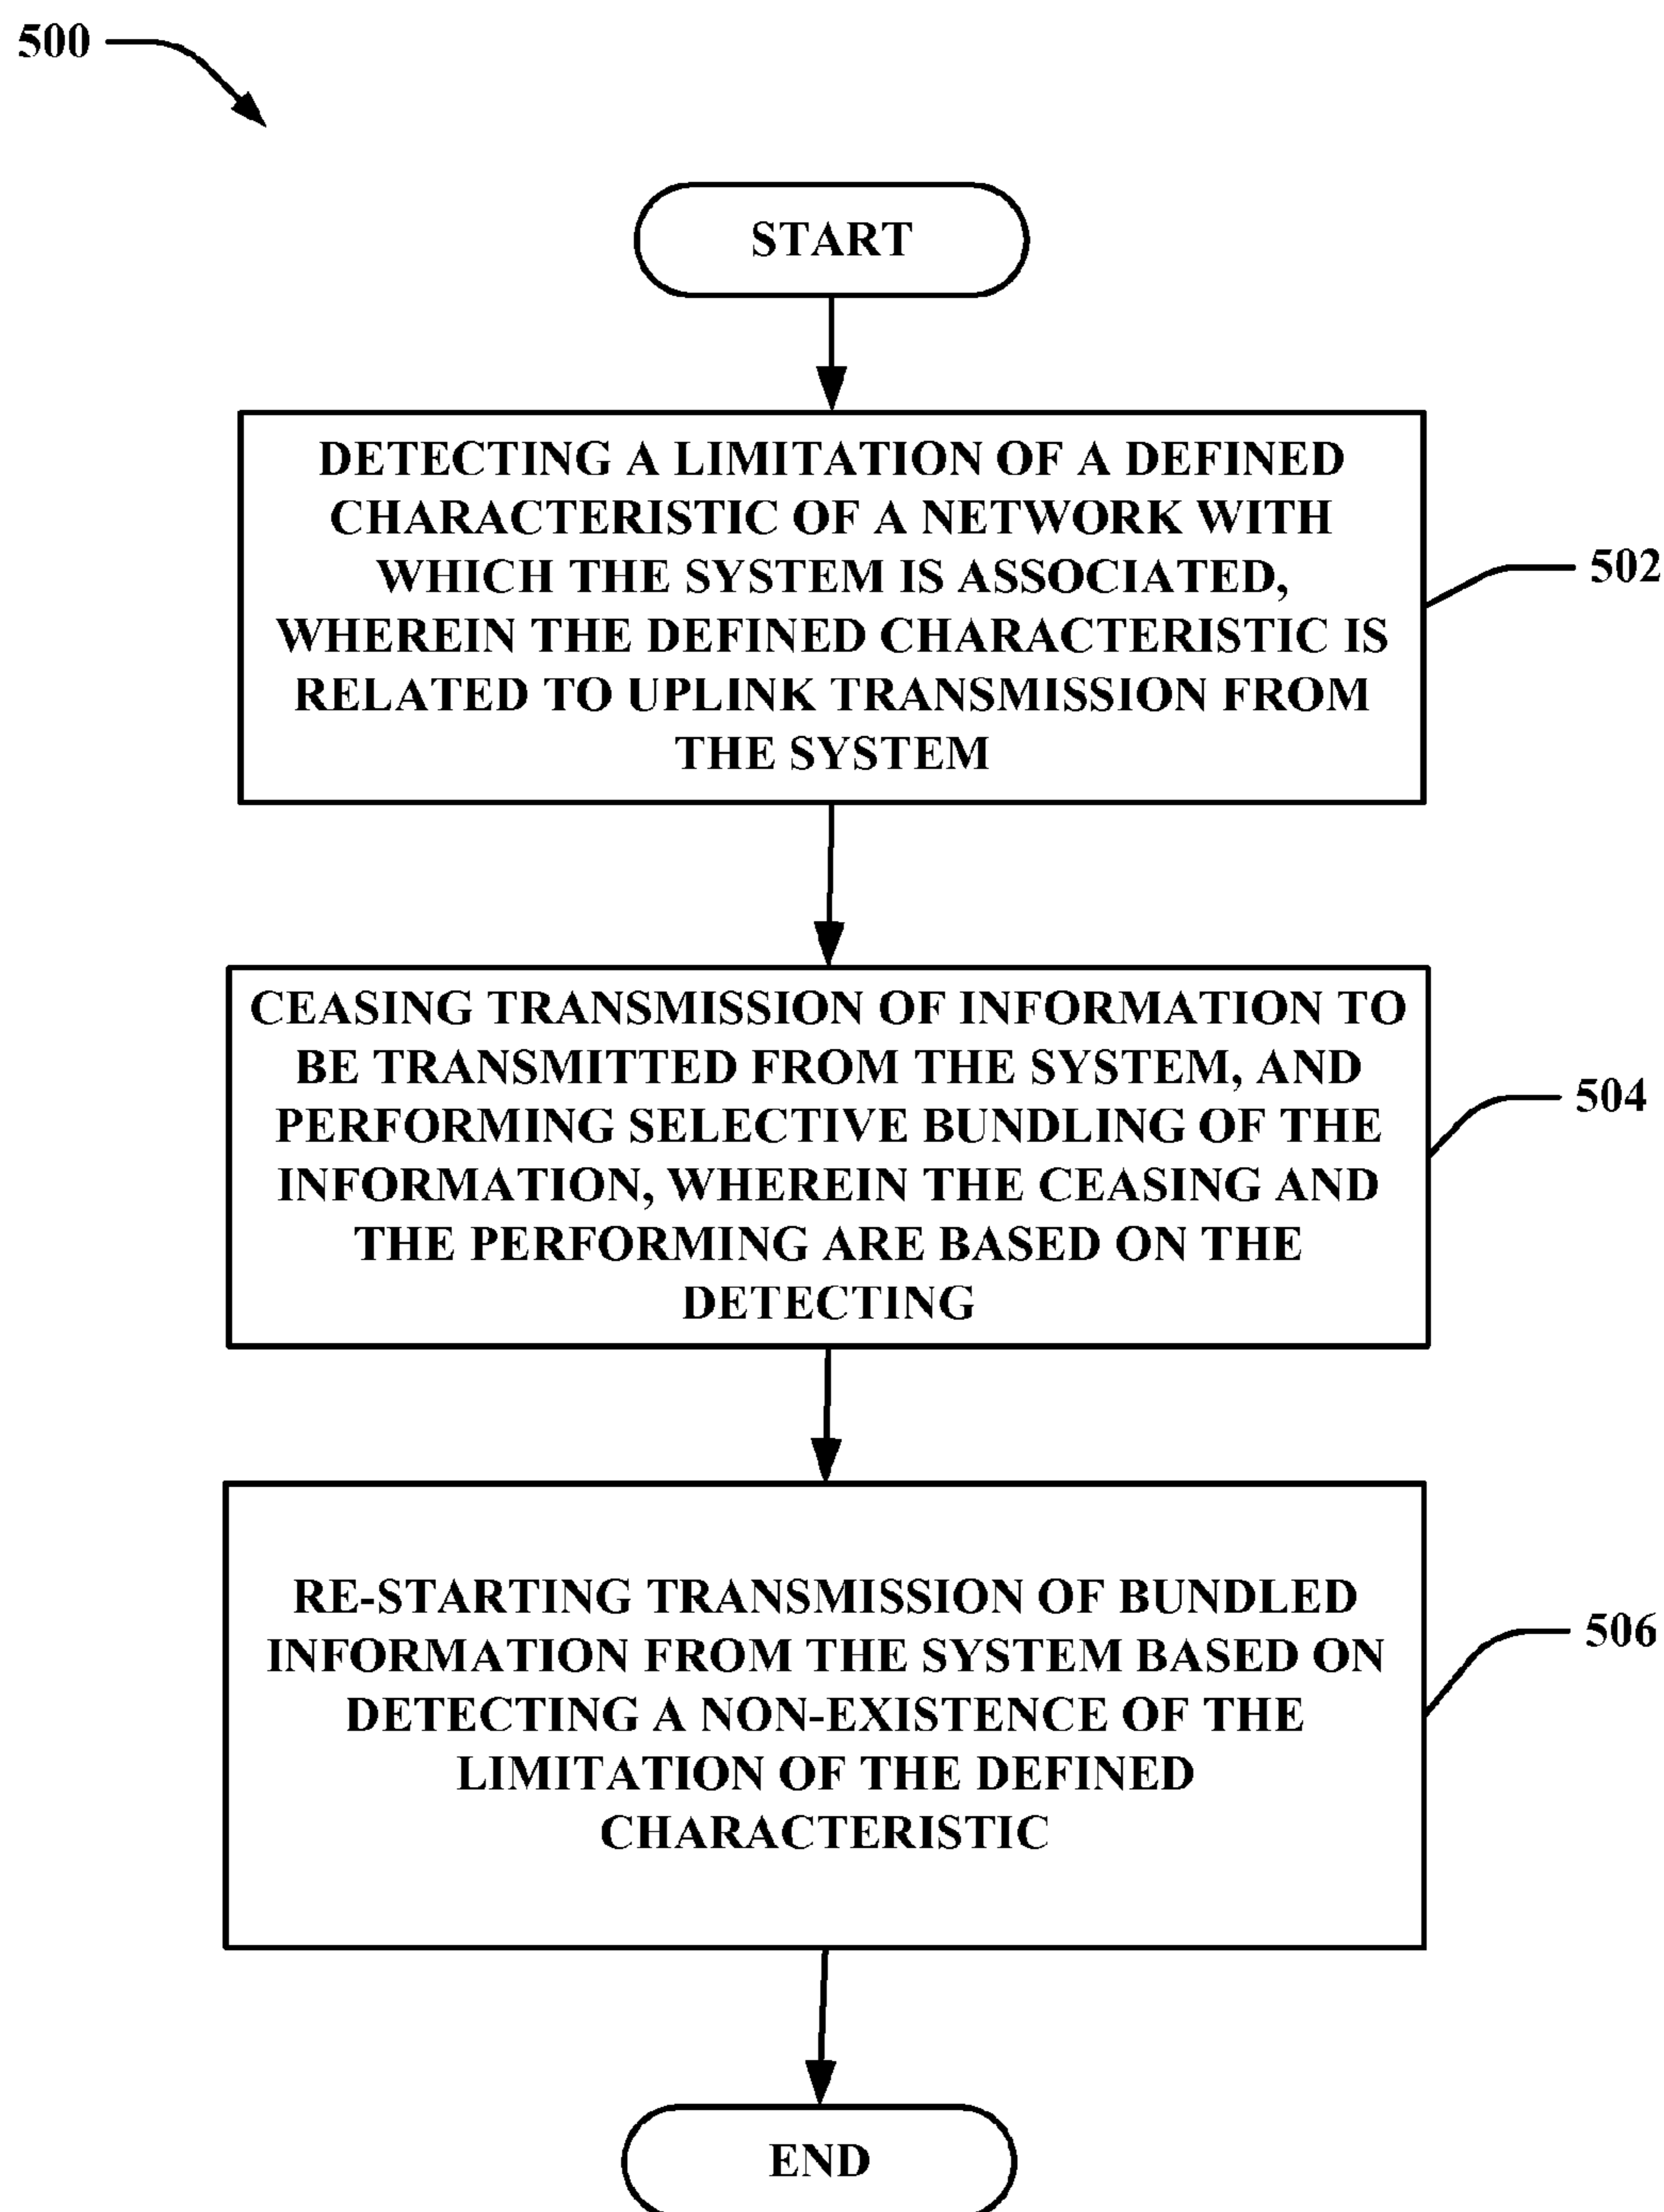 500
START
DETECTING A LIMITATION OF A DEFINED
CHARACTERISTIC OF A NETWORK WITH
WHICH THE SYSTEM IS ASSOCIATED,
WHEREIN THE DEFINED CHARACTERISTIC IS
RELATED TO UPLINK TRANSMISSION FROM
THE SYSTEM
502
CEASING TRANSMISSION OF INFORMATION TO
BE TRANSMITTED FROM THE SYSTEM, AND
PERFORMING SELECTIVE BUNDLING OF THE
INFORMATION, WHEREIN THE CEASING AND
THE PERFORMING ARE BASED ON THE
DETECTING
504
RE-STARTING TRANSMISSION OF BUNDLED
INFORMATION FROM THE SYSTEM BASED ON
DETECTING A NON-EXISTENCE OF THE
LIMITATION OF THE DEFINED
CHARACTERISTIC
506
END